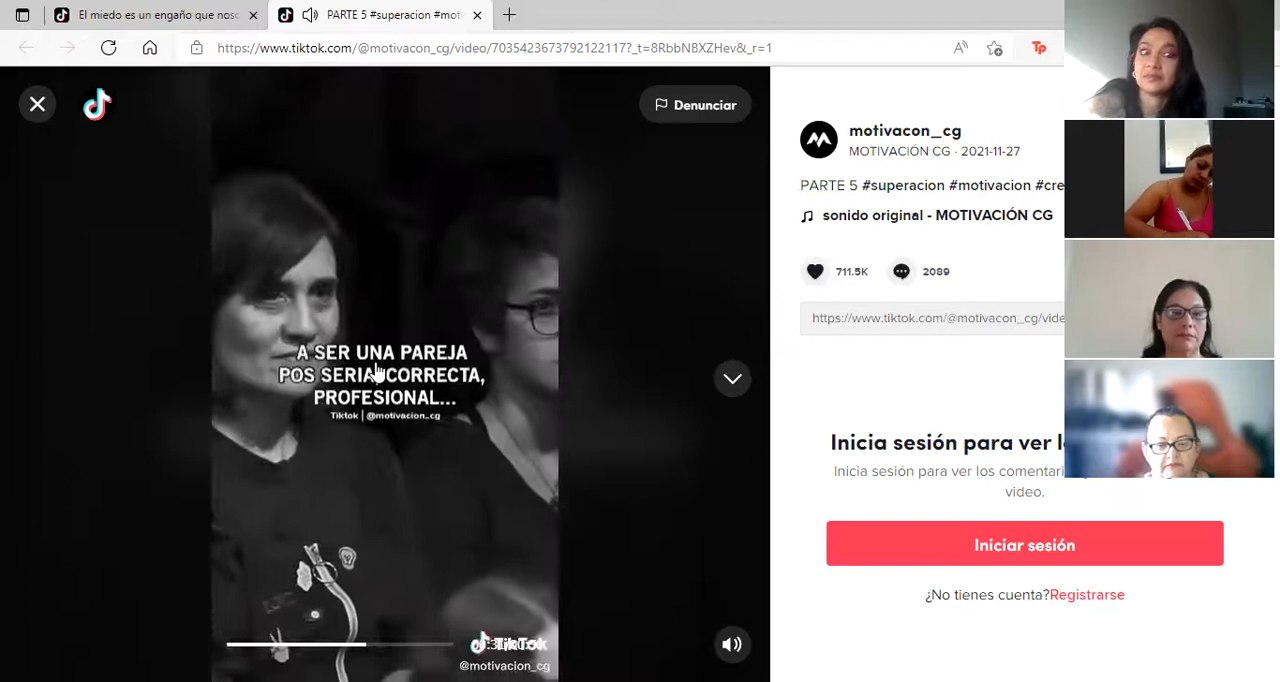 El miedo es un engaño que nosc
PARTE 5 #superacion #mot
https://www.tiktok.com/@motivacon_cg/video/7035423673792122117?_t=8RbbNBXZHev&_r=1
Tp
Denunciar
A SER UNA PAREJA
POS SERIA, CORRECTA,
PROFESIONAL...
Tiktok | @motivacion_cg
TikTok
@motivacion_cg
motivacon_cg
MOTIVACIÓN CG · 2021-11-27
PARTE 5 #superacion #motivacion #cre
sonido original - MOTIVACIÓN CG
711.5K
2089
https://www.tiktok.com/@motivacon_cg/vide
Inicia sesión para ver l
Inicia sesión para ver los comentari
video.
Iniciar sesión
¿No tienes cuenta?Registrarse